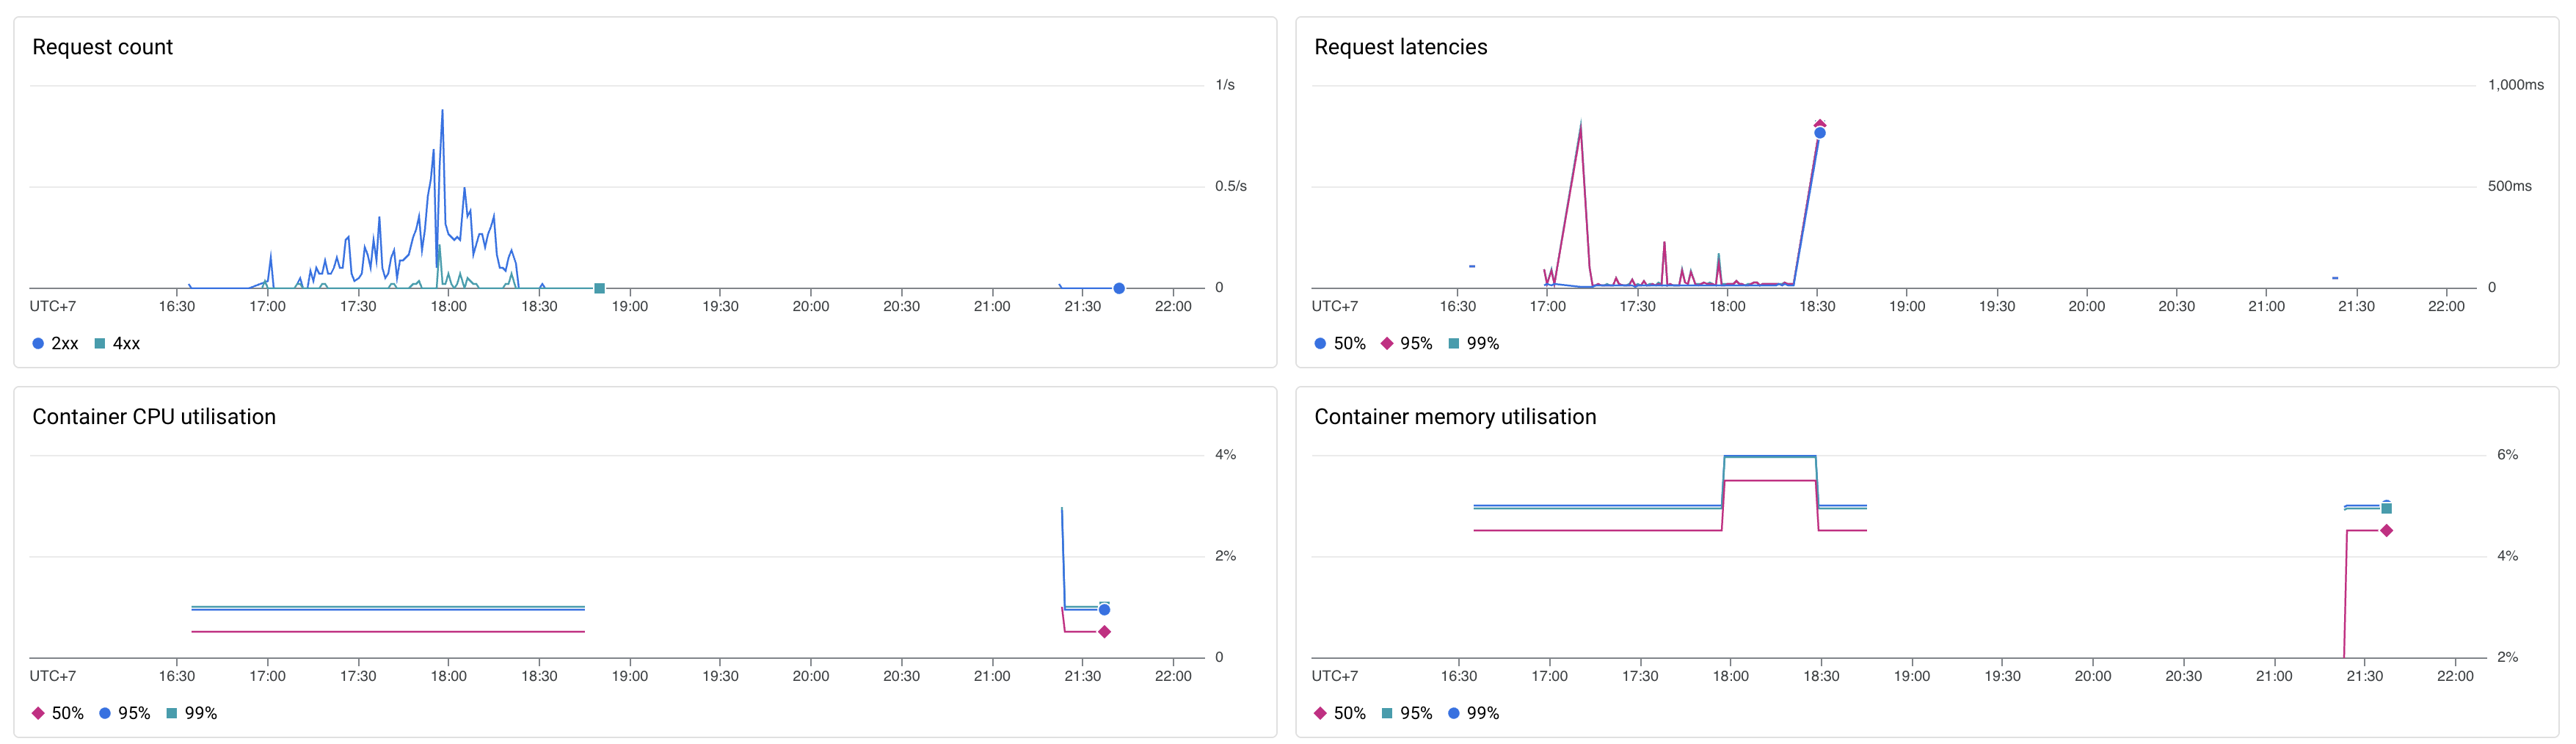 Request count
1/s
0.5/s
0
UTC+7 16:30 17:00 17:30 18:00 18:30 19:00 19:30 20:00 20:30 21:00 21:30 22:00
2xx 4xx
Request latencies
1,000ms
500ms
0
UTC+7 16:30 17:00 17:30 18:00 18:30 19:00 19:30 20:00 20:30 21:00 21:30 22:00
50% 95% 99%
Container CPU utilisation
4%
2%
0
UTC+7 16:30 17:00 17:30 18:00 18:30 19:00 19:30 20:00 20:30 21:00 21:30 22:00
50% 95% 99%
Container memory utilisation
6%
4%
2%
UTC+7 16:30 17:00 17:30 18:00 18:30 19:00 19:30 20:00 20:30 21:00 21:30 22:00
50% 95% 99%